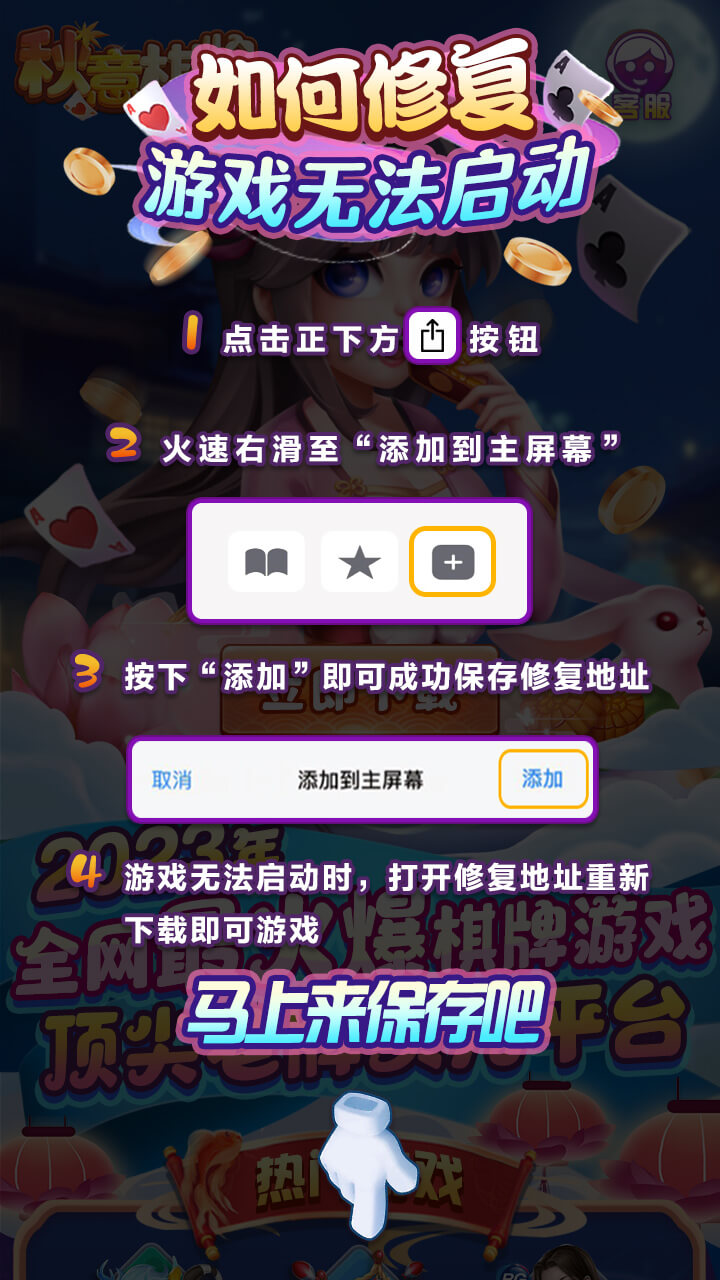 秋意棋牌
客服
如何修复
游戏无法启动
1 点击正下方 按钮
2 火速右滑至“添加到主屏幕”
3 按下“添加”即可成功保存修复地址
立即下载
取消 添加到主屏幕 添加
2023年
4 游戏无法启动时，打开修复地址重新
下载即可游戏
全网最火爆棋牌游戏
马上来保存吧
顶尖老牌实力平台
热门游戏